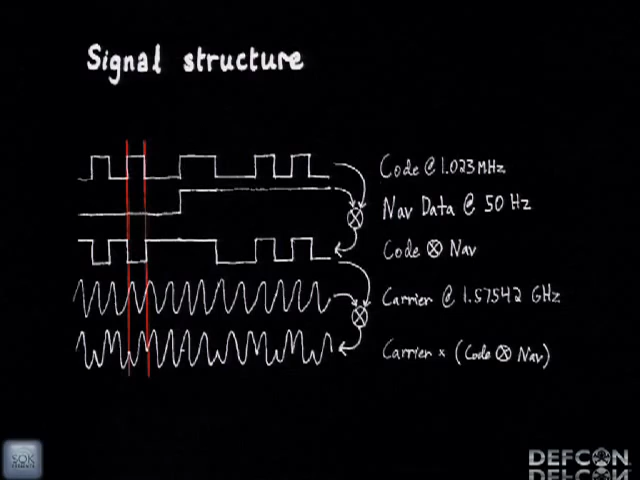 Signal structure
Code @ 1.023 MHz
Nav Data @ 50 Hz
Code ⊗ Nav
Carrier @ 1.57542 GHz
Carrier × (Code ⊗ Nav)
SOK
DEFCON